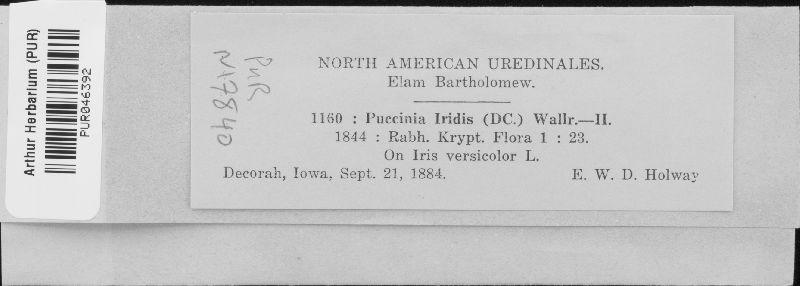 Arthur Herbarium (PUR)
PUR046392
PUR
N17840
NORTH AMERICAN UREDINALES.
Elam Bartholomew.
1160 : Puccinia Iridis (DC.) Wallr.—II.
1844 : Rabh. Krypt. Flora 1 : 23.
On Iris versicolor L.
Decorah, Iowa, Sept. 21, 1884. E. W. D. Holway